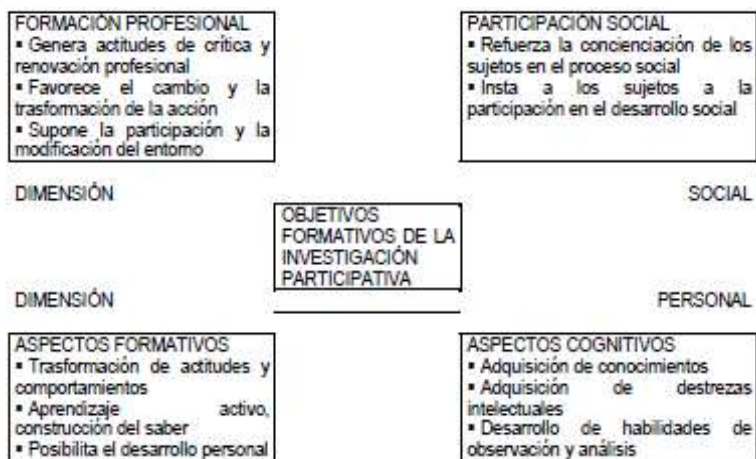 FORMACIÓN PROFESIONAL
▪ Genera actitudes de crítica y
renovación profesional
▪ Favorece el cambio y la
trasformación de la acción
▪ Supone la participación y la
modificación del entorno
PARTICIPACIÓN SOCIAL
▪ Refuerza la concienciación de los
sujetos en el proceso social
▪ Insta a los sujetos a la
participación en el desarrollo social
DIMENSIÓN SOCIAL
OBJETIVOS
FORMATIVOS DE LA
INVESTIGACIÓN
PARTICIPATIVA
DIMENSIÓN PERSONAL
ASPECTOS FORMATIVOS
▪ Trasformación de actitudes y
comportamientos
▪ Aprendizaje activo,
construcción del saber
▪ Posibilita el desarrollo personal
ASPECTOS COGNITIVOS
▪ Adquisición de conocimientos
▪ Adquisición de destrezas
intelectuales
▪ Desarrollo de habilidades de
observación y análisis